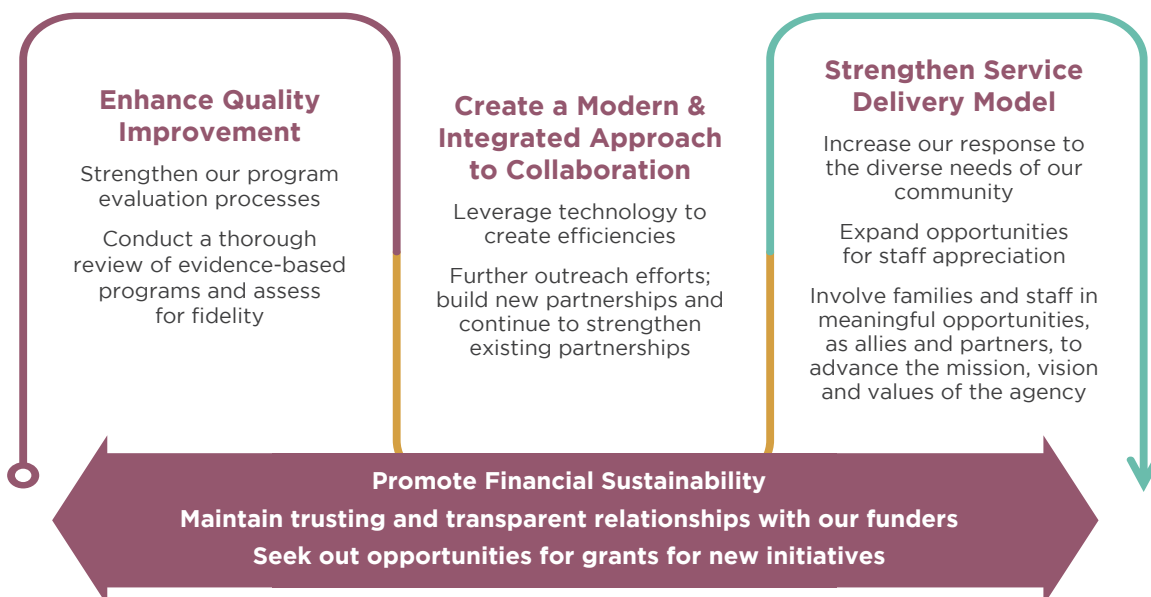 Enhance Quality
Improvement
Strengthen our program
evaluation processes
Conduct a thorough
review of evidence-based
programs and assess
for fidelity
Create a Modern &
Integrated Approach
to Collaboration
Leverage technology to
create efficiencies
Further outreach efforts;
build new partnerships and
continue to strengthen
existing partnerships
Strengthen Service
Delivery Model
Increase our response to
the diverse needs of our
community
Expand opportunities
for staff appreciation
Involve families and staff in
meaningful opportunities,
as allies and partners, to
advance the mission, vision
and values of the agency
Promote Financial Sustainability
Maintain trusting and transparent relationships with our funders
Seek out opportunities for grants for new initiatives